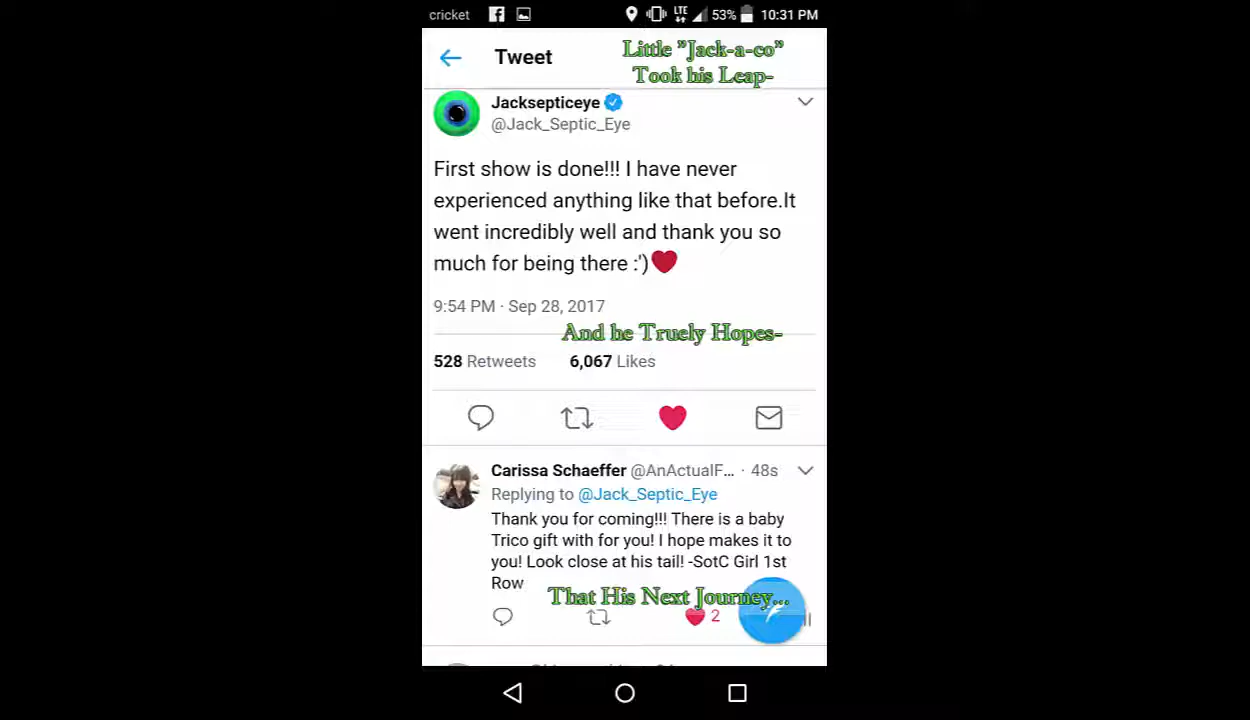 cricket LTE 53% 10:31 PM
Tweet
Little "Jack-a-co"
Took his Leap-
Jacksepticeye
@Jack_Septic_Eye
First show is done!!! I have never
experienced anything like that before.It
went incredibly well and thank you so
much for being there :')❤
9:54 PM · Sep 28, 2017
And he Truely Hopes-
528 Retweets 6,067 Likes
Carissa Schaeffer @AnActualF... · 48s
Replying to @Jack_Septic_Eye
Thank you for coming!!! There is a baby
Trico gift with for you! I hope makes it to
you! Look close at his tail! -SotC Girl 1st
Row
That His Next Journey...
2